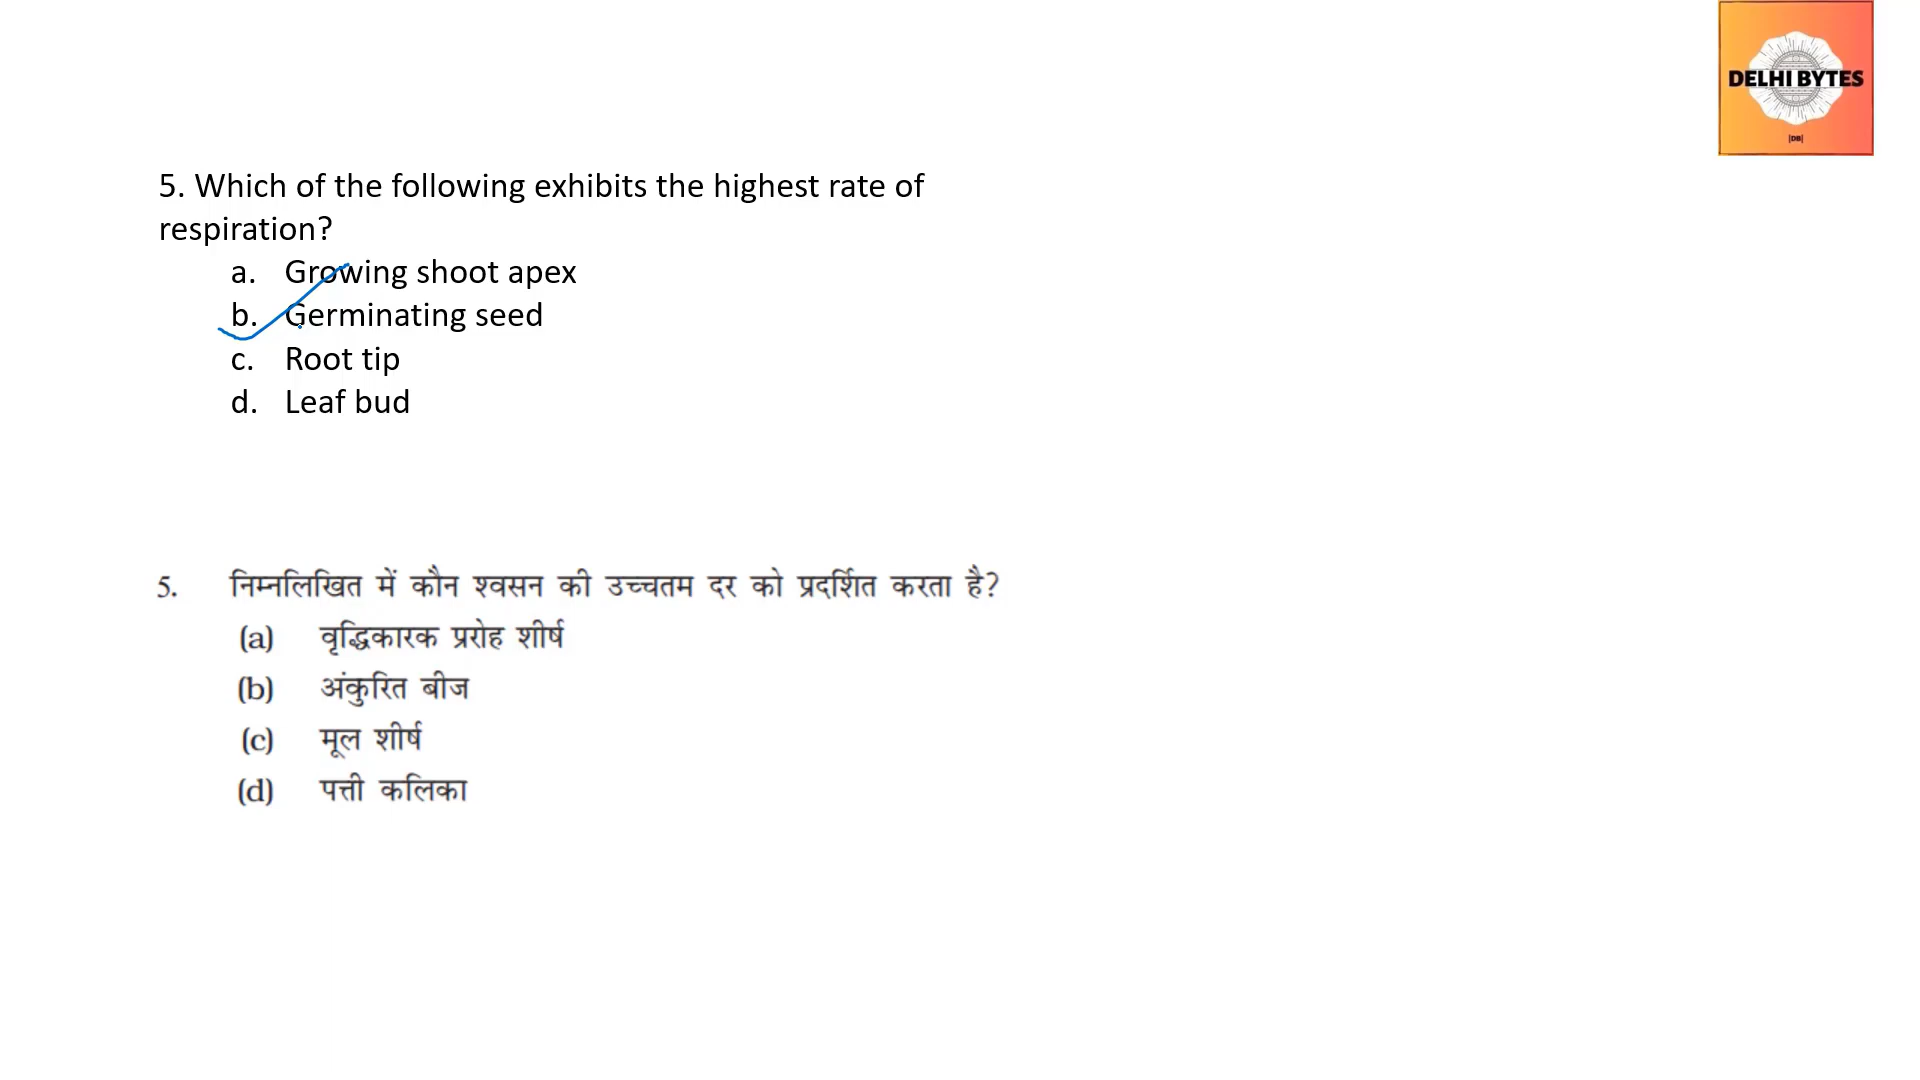 DELHI BYTES
|DB|
5. Which of the following exhibits the highest rate of
respiration?
a. Growing shoot apex
b. Germinating seed
c. Root tip
d. Leaf bud
5. निम्नलिखित में कौन श्वसन की उच्चतम दर को प्रदर्शित करता है?
(a) वृद्धिकारक प्ररोह शीर्ष
(b) अंकुरित बीज
(c) मूल शीर्ष
(d) पत्ती कलिका